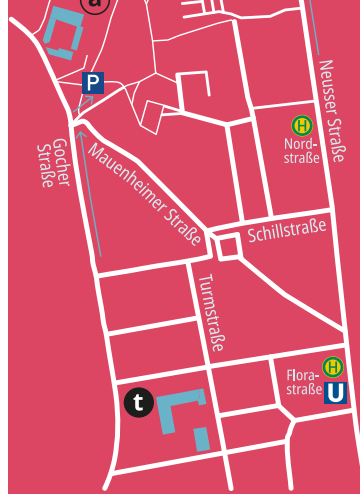 a
P
Neusser Straße
H
Nord-
straße
Gocher
Straße
Mauenheimer Straße
Schillstraße
Turmstraße
H
Flora-
straße
U
t